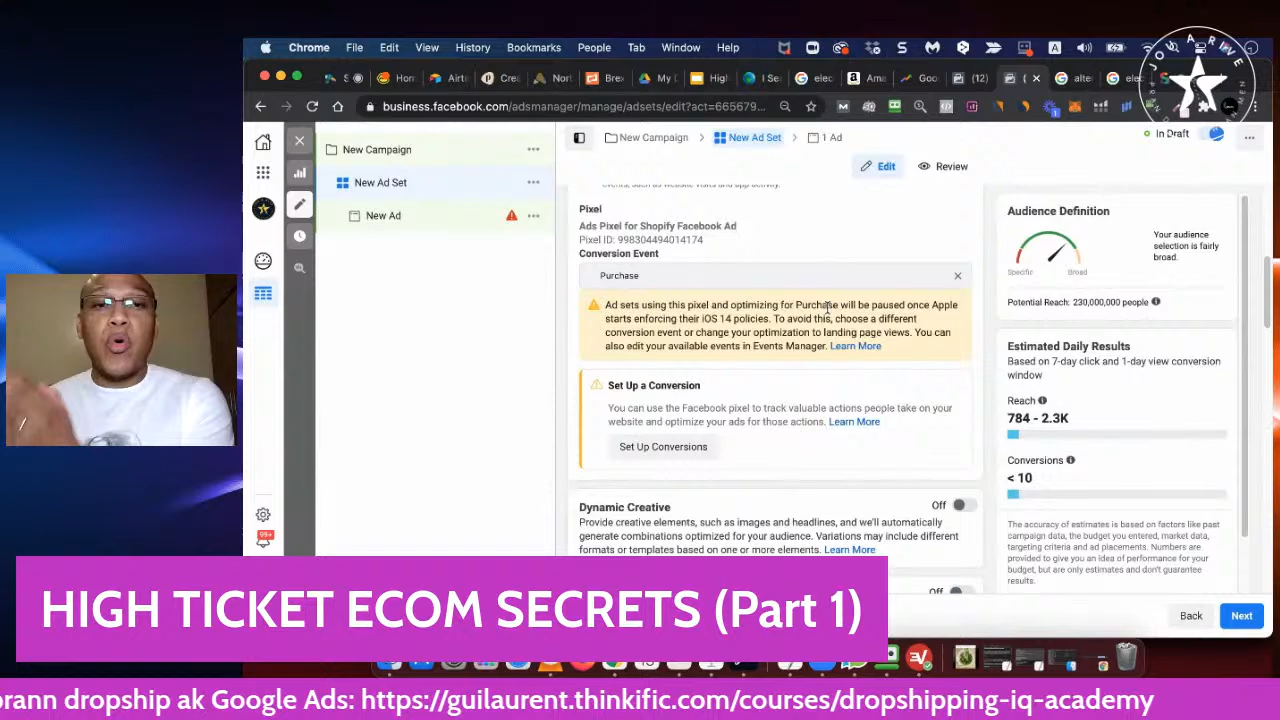 Chrome File Edit View History Bookmarks People Tab Window Help
business.facebook.com/adsmanager/manage/adsets/edit?act=665679...
New Campaign
New Ad Set
New Ad
99+
New Campaign > New Ad Set > 1 Ad
In Draft
Edit Review
events, such as website visits and app activity.
Pixel
Ads Pixel for Shopify Facebook Ad
Pixel ID: 998304494014174
Conversion Event
Purchase
Ad sets using this pixel and optimizing for Purchase will be paused once Apple
starts enforcing their iOS 14 policies. To avoid this, choose a different
conversion event or change your optimization to landing page views. You can
also edit your available events in Events Manager. Learn More
Set Up a Conversion
You can use the Facebook pixel to track valuable actions people take on your
website and optimize your ads for those actions. Learn More
Set Up Conversions
Dynamic Creative
Off
Provide creative elements, such as images and headlines, and we'll automatically
generate combinations optimized for your audience. Variations may include different
formats or templates based on one or more elements. Learn More
Off
Audience Definition
Your audience
selection is fairly
broad.
Specific
Broad
Potential Reach: 230,000,000 people
Estimated Daily Results
Based on 7-day click and 1-day view conversion
window
Reach
784 - 2.3K
Conversions
< 10
The accuracy of estimates is based on factors like past
campaign data, the budget you entered, market data,
targeting criteria and ad placements. Numbers are
provided to give you an idea of performance for your
budget, but are only estimates and don't guarantee
results.
Back Next
HIGH TICKET ECOM SECRETS (Part 1)
prann dropship ak Google Ads: https://guilaurent.thinkific.com/courses/dropshipping-iq-academy